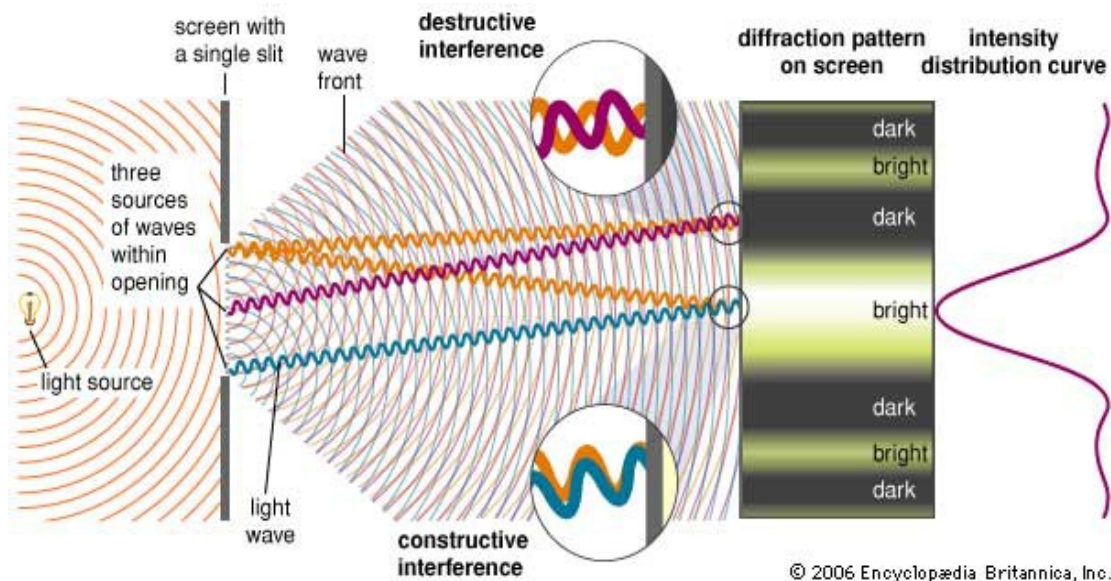 screen with
a single slit
wave
front
destructive
interference
diffraction pattern
on screen
intensity
distribution curve
three
sources
of waves
within
opening
light source
light
wave
constructive
interference
dark
bright
dark
bright
dark
bright
dark
© 2006 Encyclopædia Britannica, Inc.